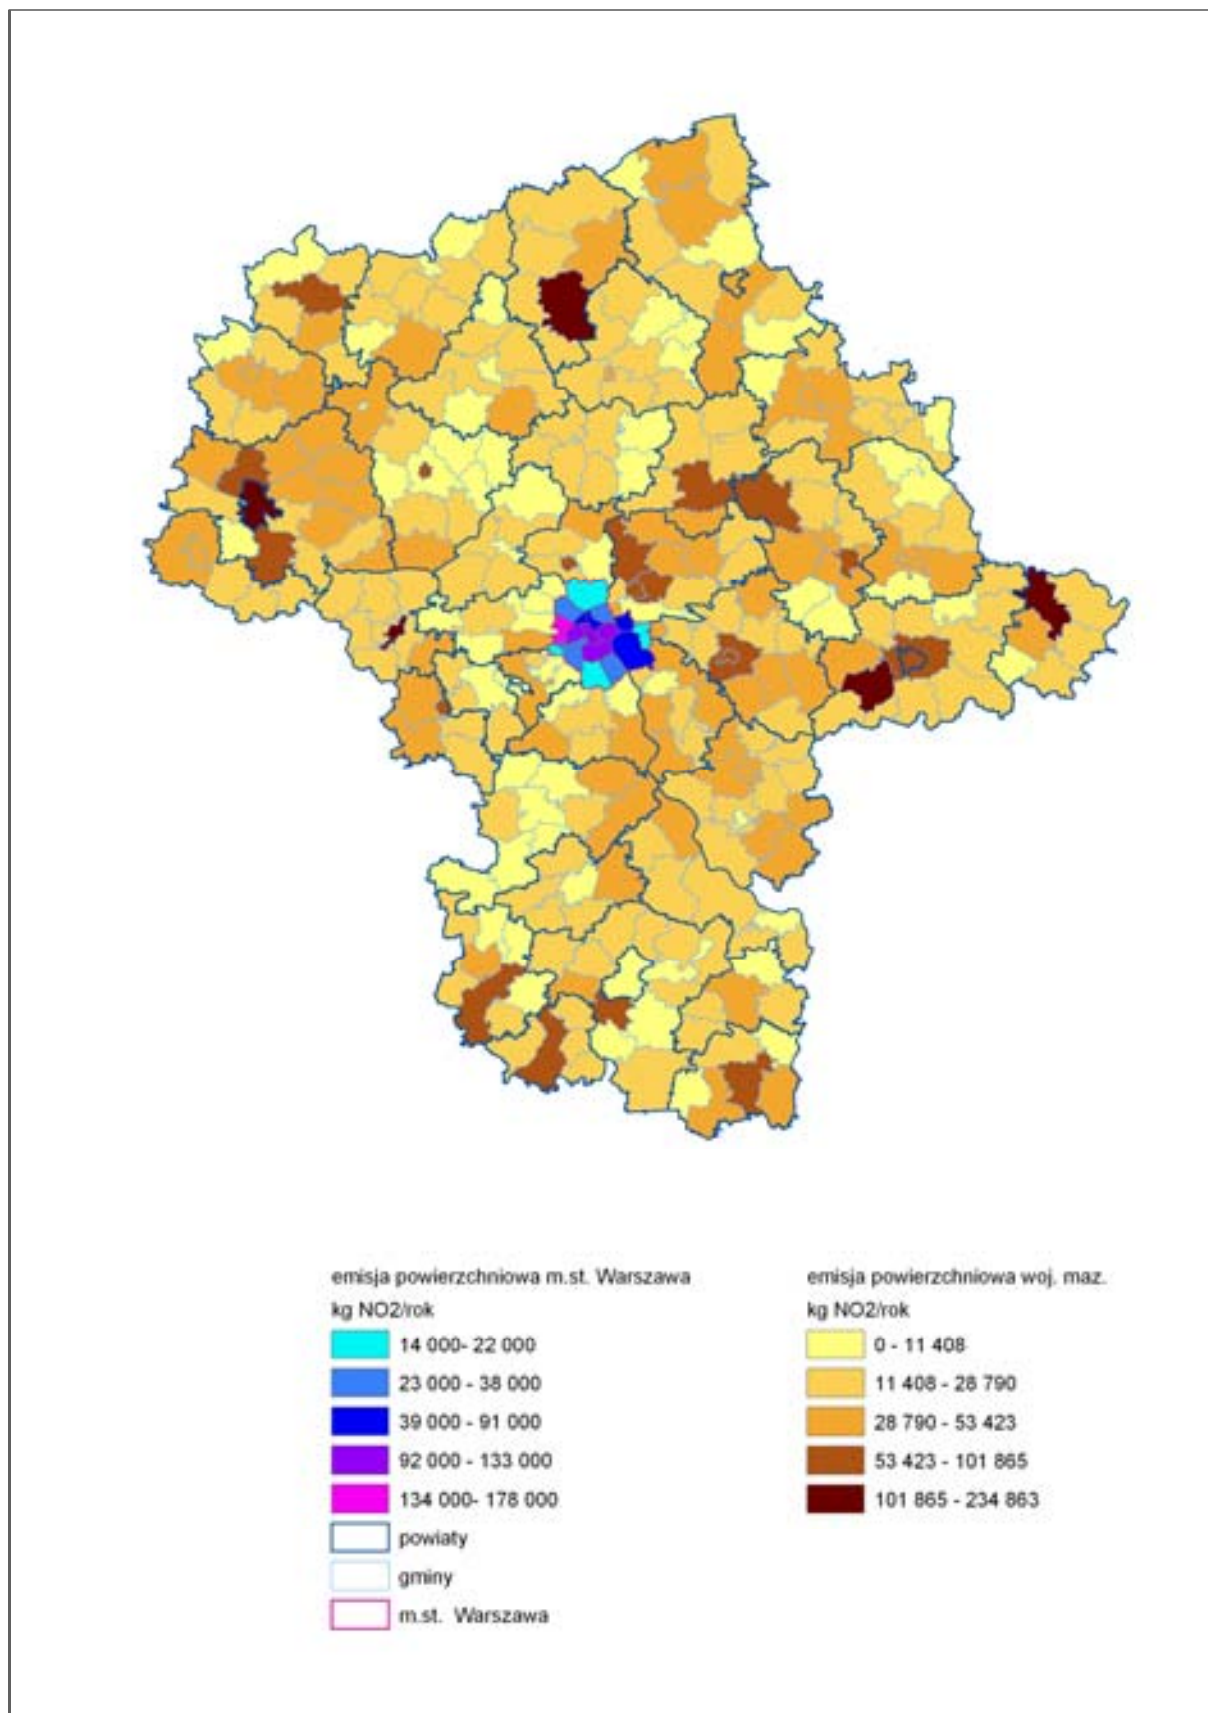 emisja powierzchniowa m.st. Warszawa
kg NO2/rok
14 000- 22 000
23 000 - 38 000
39 000 - 91 000
92 000 - 133 000
134 000- 178 000
powiaty
gminy
m.st. Warszawa
emisja powierzchniowa woj. maz.
kg NO2/rok
0 - 11 408
11 408 - 28 790
28 790 - 53 423
53 423 - 101 865
101 865 - 234 863